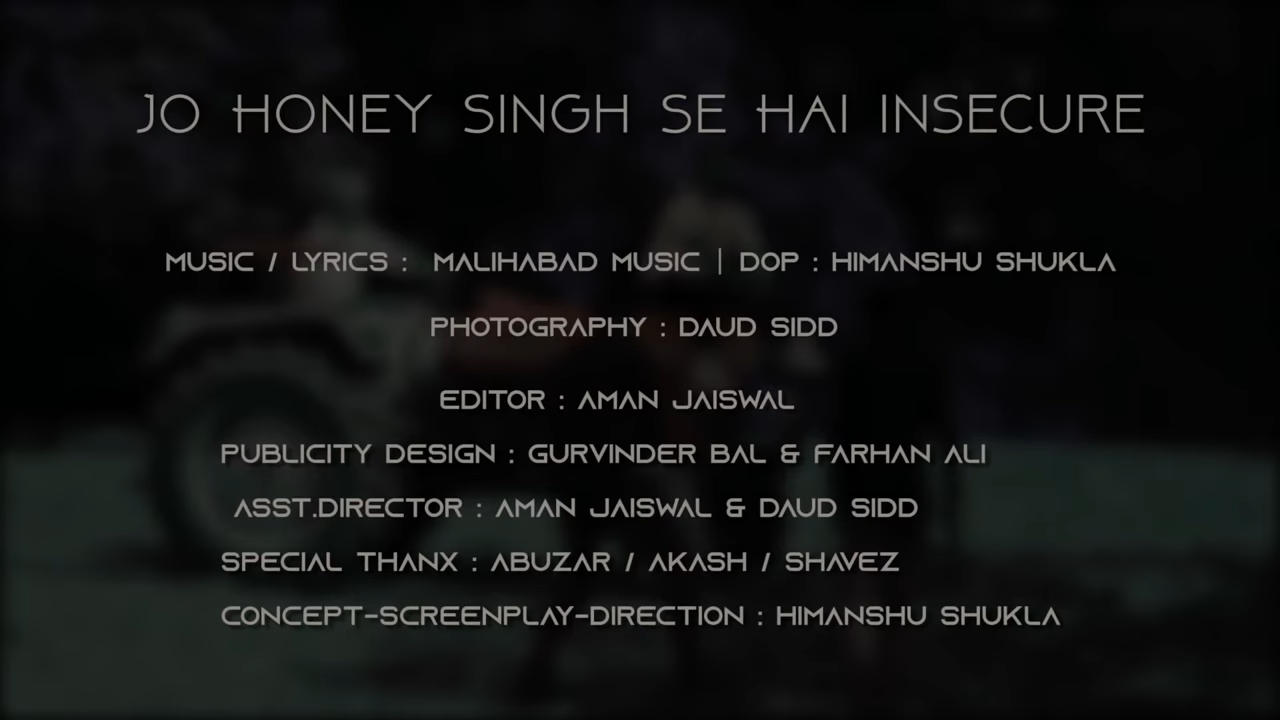 JO HONEY SINGH SE HAI INSECURE
MUSIC / LYRICS : MALIHABAD MUSIC | DOP : HIMANSHU SHUKLA
PHOTOGRAPHY : DAUD SIDD
EDITOR : AMAN JAISWAL
PUBLICITY DESIGN : GURVINDER BAL & FARHAN ALI
ASST.DIRECTOR : AMAN JAISWAL & DAUD SIDD
SPECIAL THANX : ABUZAR / AKASH / SHAVEZ
CONCEPT-SCREENPLAY-DIRECTION : HIMANSHU SHUKLA